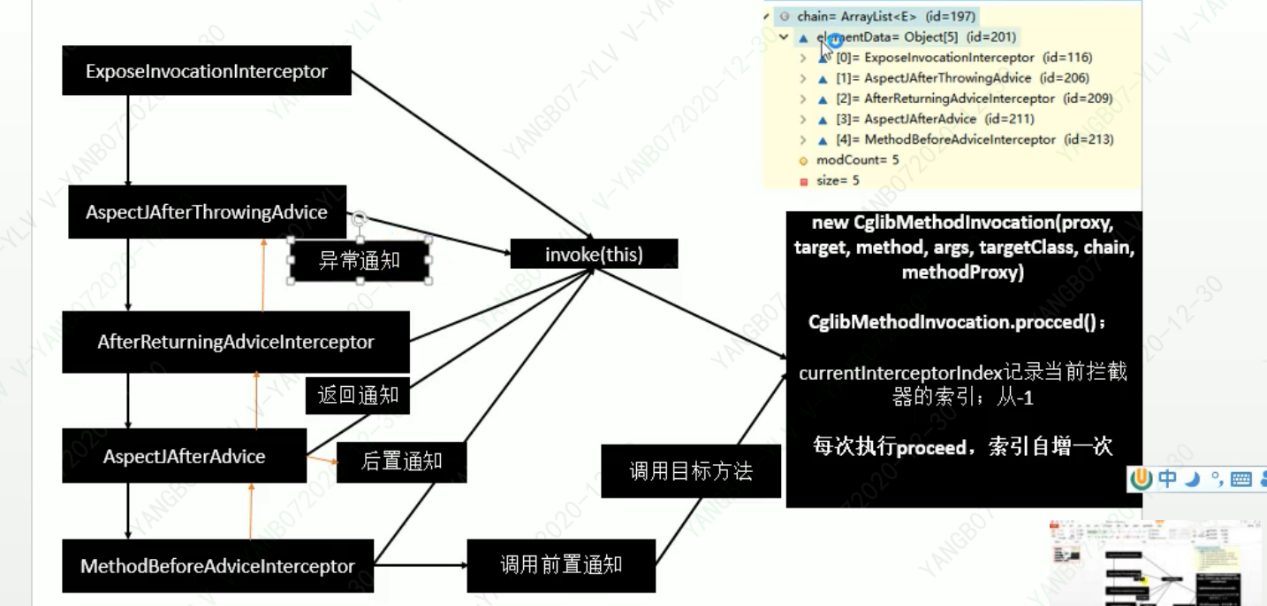 ExposeInvocationInterceptor
AspectJAfterThrowingAdvice
异常通知
AfterReturningAdviceInterceptor
返回通知
AspectJAfterAdvice
后置通知
MethodBeforeAdviceInterceptor
调用前置通知
invoke(this)
调用目标方法
chain= ArrayList<E> (id=197)
elementData= Object[5] (id=201)
[0]= ExposeInvocationInterceptor (id=116)
[1]= AspectJAfterThrowingAdvice (id=206)
[2]= AfterReturningAdviceInterceptor (id=209)
[3]= AspectJAfterAdvice (id=211)
[4]= MethodBeforeAdviceInterceptor (id=213)
modCount= 5
size= 5
new CglibMethodInvocation(proxy,
target, method, args, targetClass, chain,
methodProxy)
CglibMethodInvocation.procced();
currentInterceptorIndex记录当前拦截
器的索引；从-1
每次执行proceed，索引自增一次
中